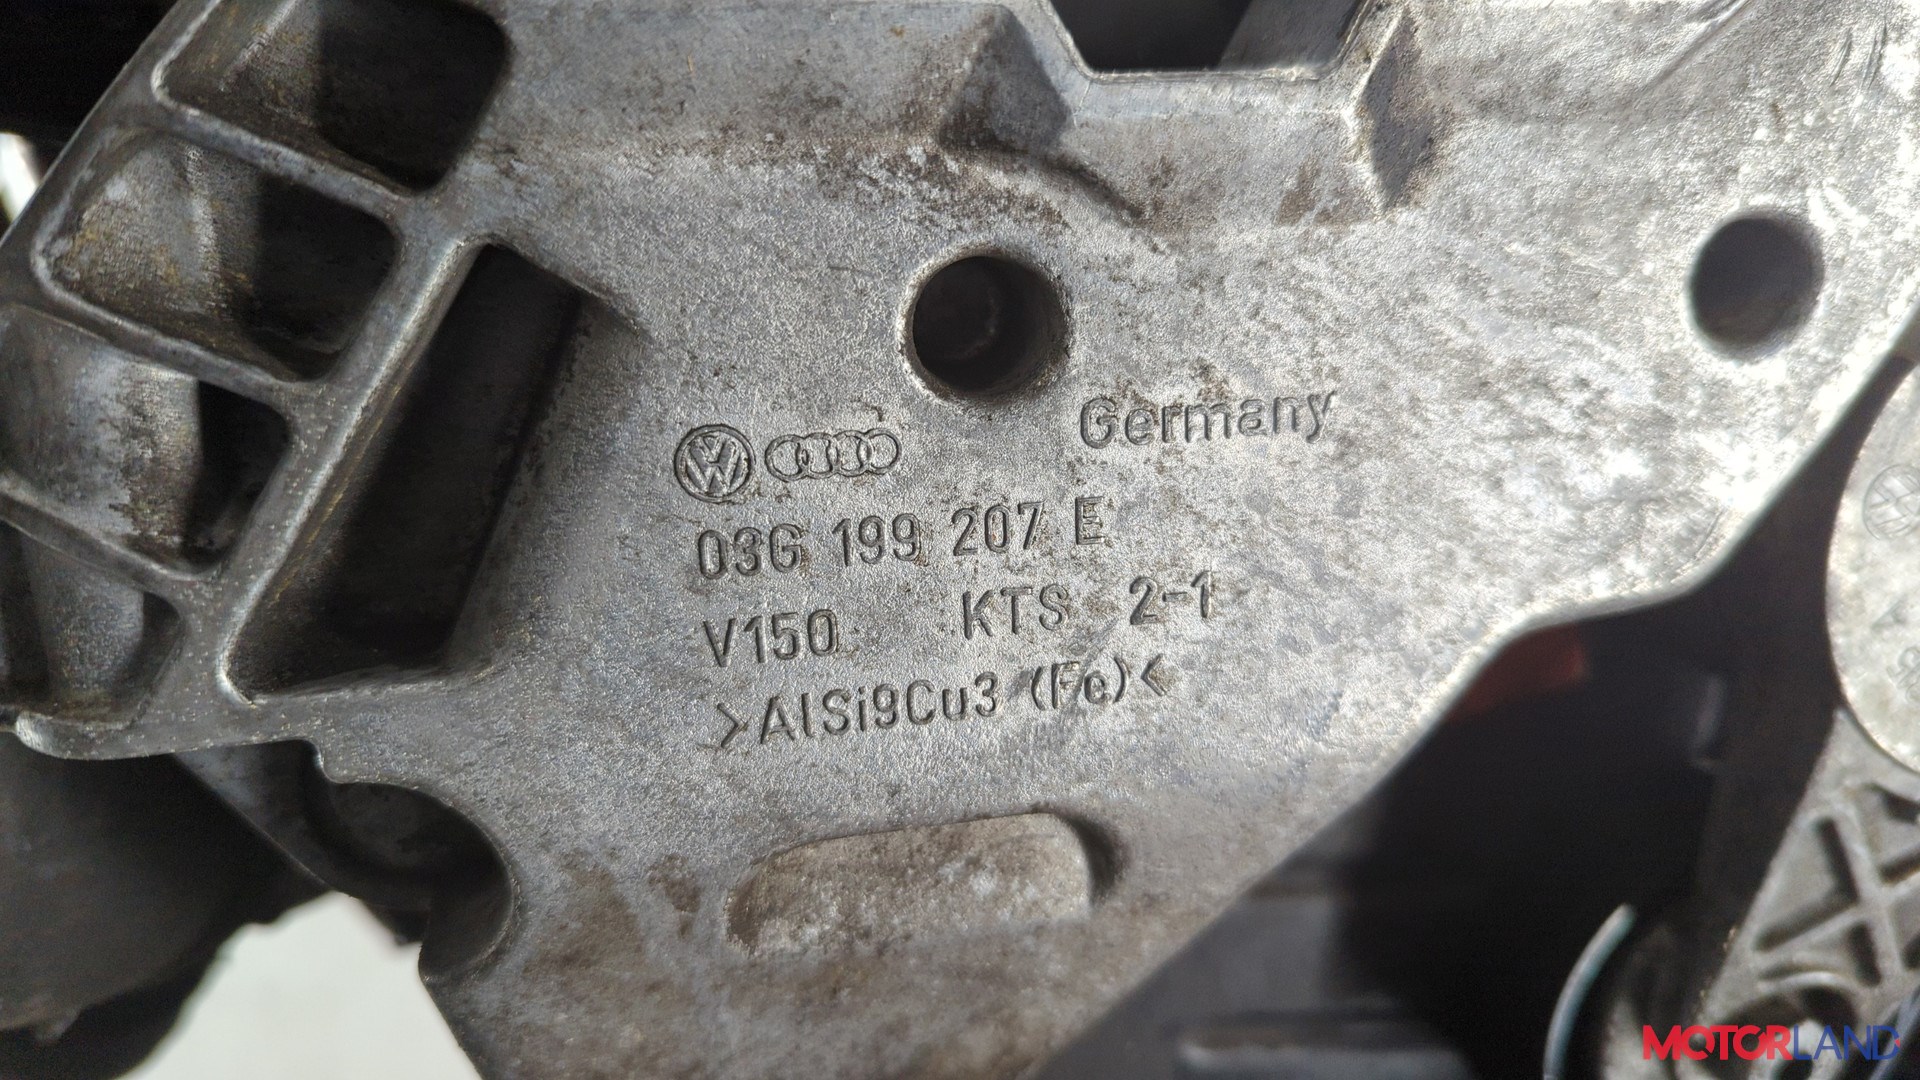 Germany
03G 199 207 E
V150 KTS 2-1
>AlSi9Cu3 (Fe)<
MOTORLAND